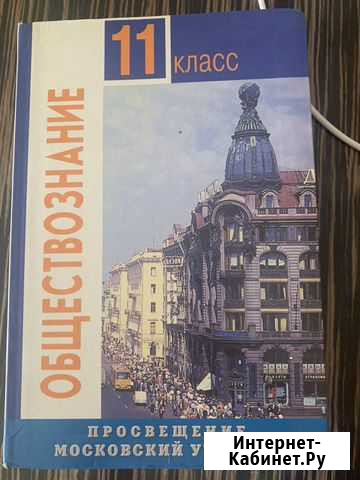 11 класс
ОБЩЕСТВОЗНАНИЕ
ПРОСВЕЩЕНИЕ
МОСКОВСКИЙ
Интернет-
Кабинет.Ру